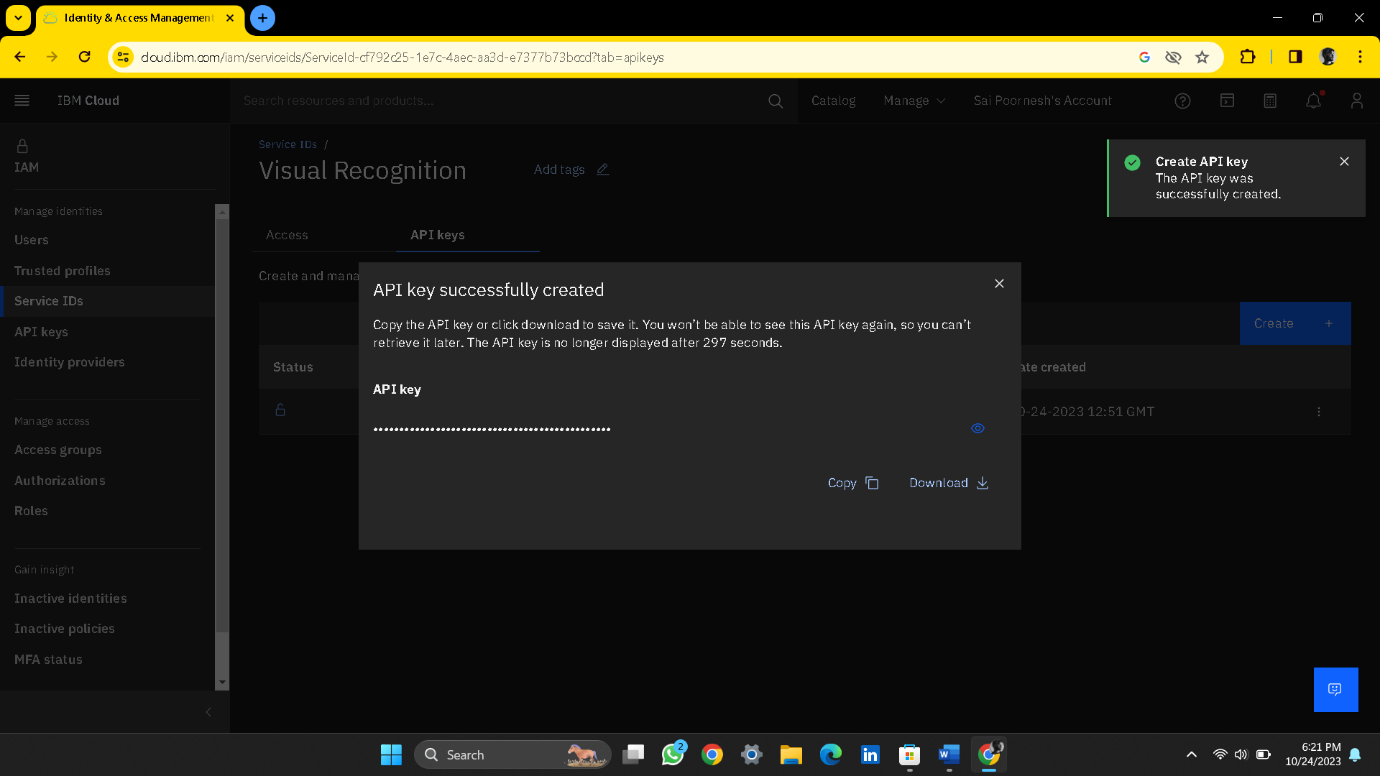 Identity & Access Management
cloud.ibm.com/iam/serviceids/ServiceId-cf792c25-1e7c-4aec-aa3d-e7377b73bccd?tab=apikeys
IBM Cloud
Search resources and products...
Catalog
Manage
Sai Poornesh's Account
IAM
Manage identities
Users
Trusted profiles
Service IDs
API keys
Identity providers
Manage access
Access groups
Authorizations
Roles
Gain insight
Inactive identities
Inactive policies
MFA status
Service IDs /
Visual Recognition
Add tags
Create API key
The API key was
successfully created.
Access
API keys
Create and mana
Create +
Status
ate created
0-24-2023 12:51 GMT
API key successfully created
Copy the API key or click download to save it. You won't be able to see this API key again, so you can't
retrieve it later. The API key is no longer displayed after 297 seconds.
API key
••••••••••••••••••••••••••••••••••••••••••••
Copy
Download
Search
2
6:21 PM
10/24/2023